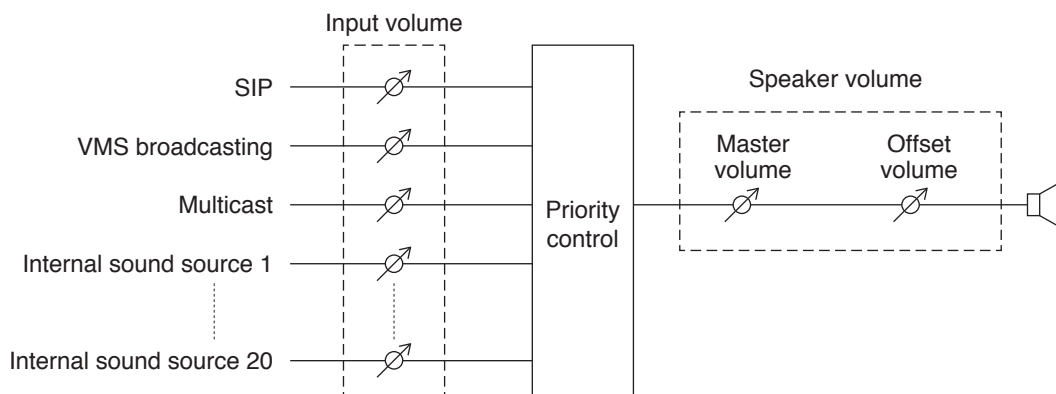 Input volume
SIP
VMS broadcasting
Multicast
Internal sound source 1
Internal sound source 20
Priority
control
Speaker volume
Master
volume
Offset
volume